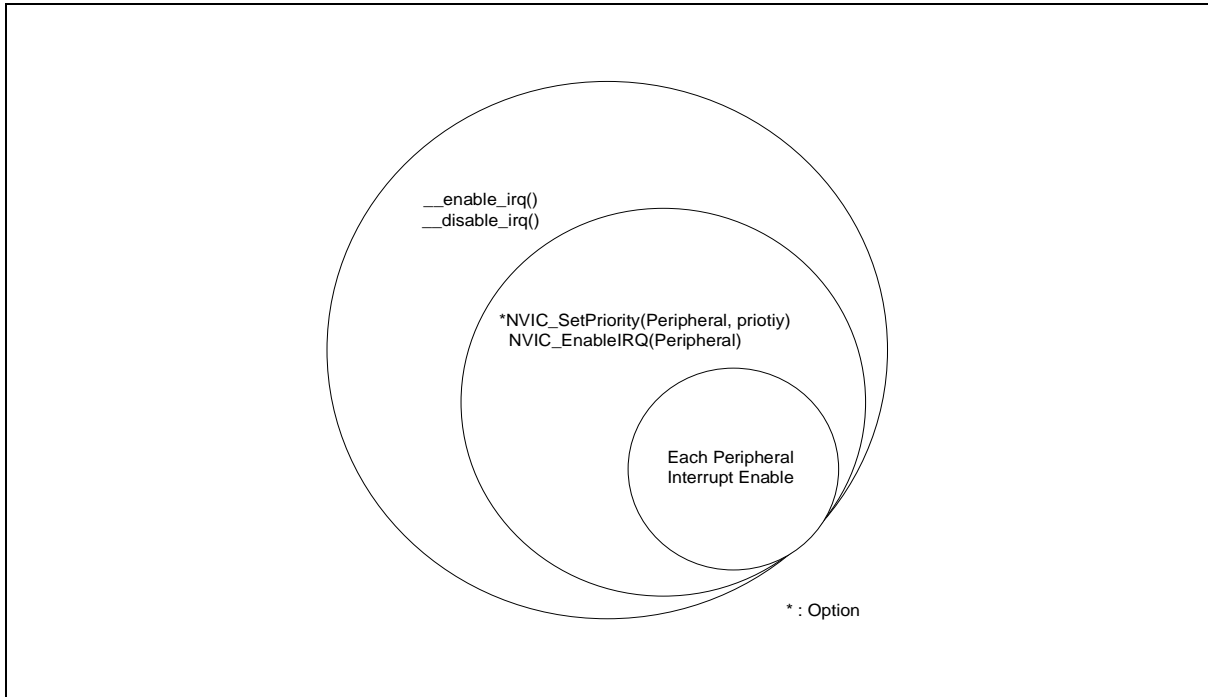 __enable_irq()
__disable_irq()
*NVIC_SetPriority(Peripheral, priotiy)
NVIC_EnableIRQ(Peripheral)
Each Peripheral
Interrupt Enable
* : Option